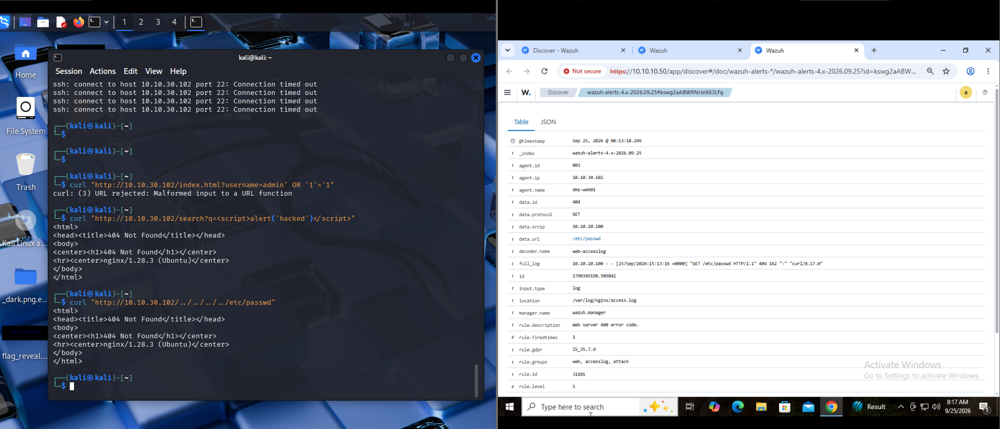 1 2 3 4
Home
File System
Trash
Kali Linux a...
_dark.png.e...
flag_reveal...
kali@kali: ~
Session Actions Edit View Help
ssh: connect to host 10.10.30.102 port 22: Connection timed out
ssh: connect to host 10.10.30.102 port 22: Connection timed out
ssh: connect to host 10.10.30.102 port 22: Connection timed out
ssh: connect to host 10.10.30.102 port 22: Connection timed out
┌──(kali㉿kali)-[~]
└─$
┌──(kali㉿kali)-[~]
└─$
┌──(kali㉿kali)-[~]
└─$ curl "http://10.10.30.102/index.html?username=admin' OR '1'='1"
curl: (3) URL rejected: Malformed input to a URL function
┌──(kali㉿kali)-[~]
└─$ curl "http://10.10.30.102/search?q=<script>alert('hacked')</script>"
<html>
<head><title>404 Not Found</title></head>
<body>
<center><h1>404 Not Found</h1></center>
<hr><center>nginx/1.28.3 (Ubuntu)</center>
</body>
</html>
┌──(kali㉿kali)-[~]
└─$ curl "http://10.10.30.102/../../../../etc/passwd"
<html>
<head><title>404 Not Found</title></head>
<body>
<center><h1>404 Not Found</h1></center>
<hr><center>nginx/1.28.3 (Ubuntu)</center>
</body>
</html>
┌──(kali㉿kali)-[~]
└─$
Discover - Wazuh
Wazuh
Wazuh
Not secure https://10.10.10.50/app/discover#/doc/wazuh-alerts-*/wazuh-alerts-4.x-2026.09.25?id=kswg2aABW...
W. Discover wazuh-alerts-4.x-2026.09.25#kswg2aABWRNrJeX63LFg a
Table JSON
@timestamp Sep 25, 2026 @ 08:13:18.296
t _index wazuh-alerts-4.x-2026.09.25
t agent.id 003
t agent.ip 10.10.30.102
t agent.name dmz-web01
t data.id 404
t data.protocol GET
t data.srcip 10.10.20.100
t data.url /etc/passwd
t decoder.name web-accesslog
t full_log 10.10.20.100 - - [25/Sep/2026:15:13:16 +0000] "GET /etc/passwd HTTP/1.1" 404 162 "-" "curl/8.17.0"
t id 1790349198.509842
t input.type log
t location /var/log/nginx/access.log
t manager.name wazuh.manager
t rule.description Web server 400 error code.
# rule.firedtimes 1
t rule.gdpr IV_35.7.d
t rule.groups web, accesslog, attack
t rule.id 31101
# rule.level 5
Activate Windows
Go to Settings to activate Windows.
Type here to search
Result
8:17 AM
9/25/2026
1